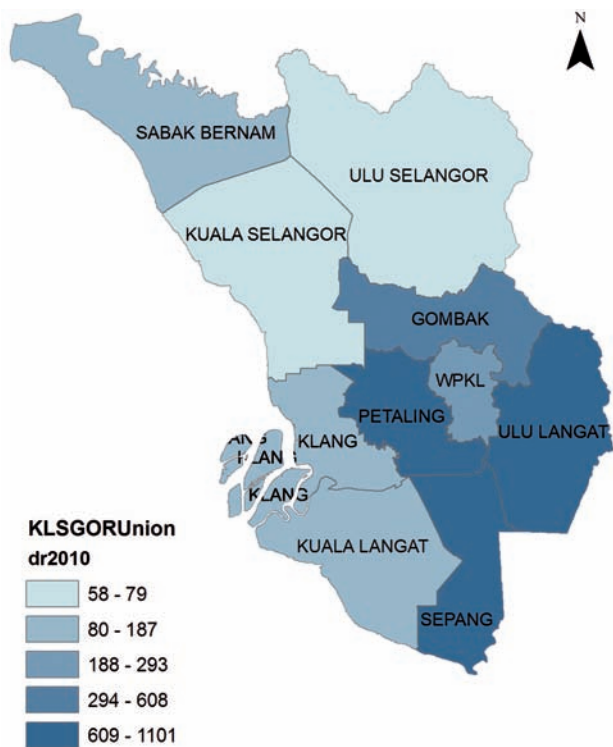 N
SABAK BERNAM
ULU SELANGOR
KUALA SELANGOR
GOMBAK
WPKL
PETALING
ULU LANGAT
KLANG
KLANG
KLANG
KUALA LANGAT
SEPANG
KLSGORUnion
dr2010
58 - 79
80 - 187
188 - 293
294 - 608
609 - 1101